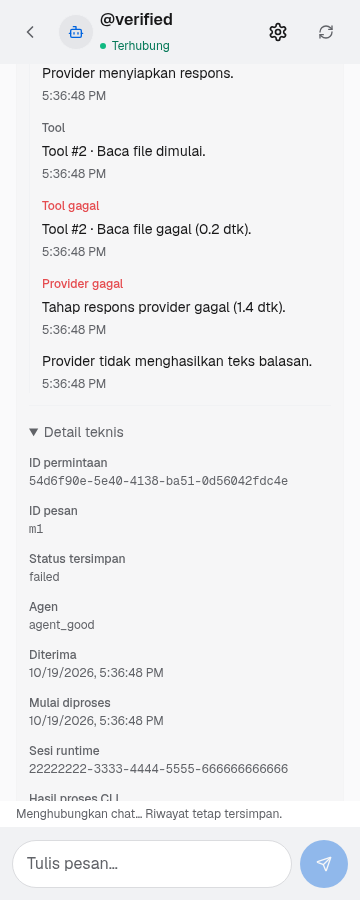 @verified
Terhubung
Provider menyiapkan respons.
5:36:48 PM
Tool
Tool #2 · Baca file dimulai.
5:36:48 PM
Tool gagal
Tool #2 · Baca file gagal (0.2 dtk).
5:36:48 PM
Provider gagal
Tahap respons provider gagal (1.4 dtk).
5:36:48 PM
Provider tidak menghasilkan teks balasan.
5:36:48 PM
▼ Detail teknis
ID permintaan
54d6f90e-5e40-4138-ba51-0d56042fdc4e
ID pesan
m1
Status tersimpan
failed
Agen
agent_good
Diterima
10/19/2026, 5:36:48 PM
Mulai diproses
10/19/2026, 5:36:48 PM
Sesi runtime
22222222-3333-4444-5555-666666666666
Hasil proses CLI
Menghubungkan chat… Riwayat tetap tersimpan.
Tulis pesan…